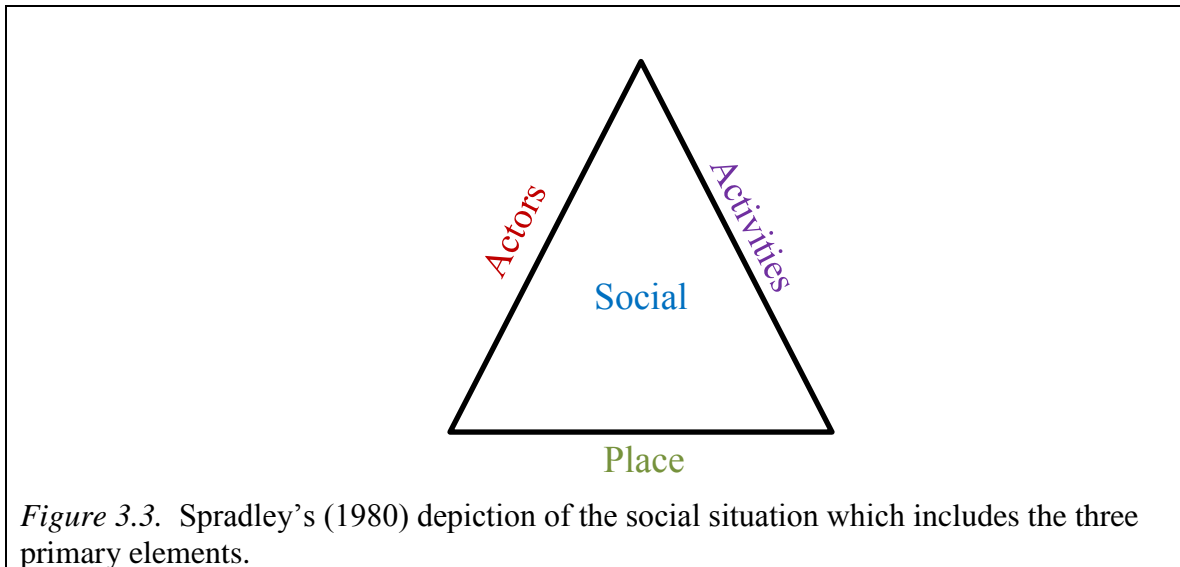 Actors
Activities
Social
Place
Figure 3.3. Spradley’s (1980) depiction of the social situation which includes the three
primary elements.